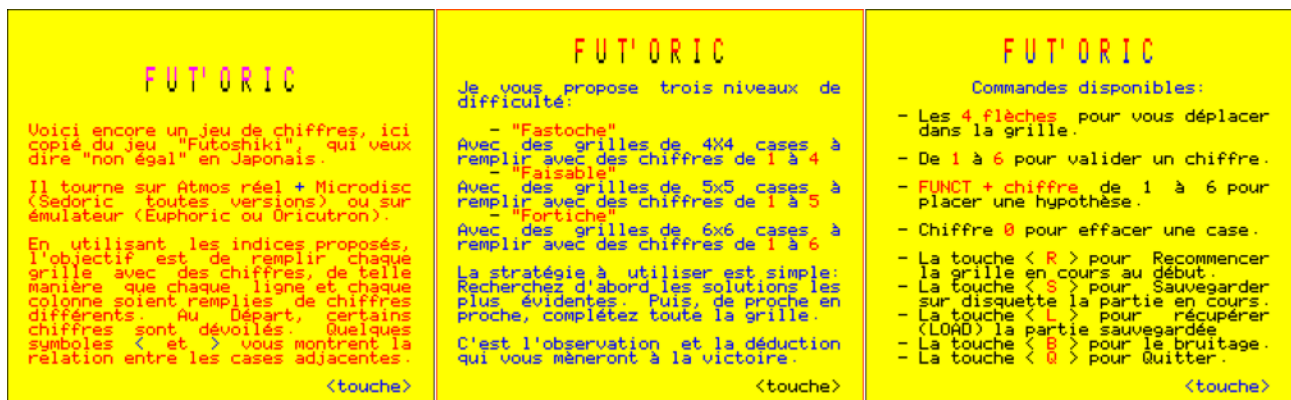 FUT'ORIC
Voici encore un jeu de chiffres, ici
copié du jeu "Futoshiki", qui veux
dire "non égal" en Japonais.
Il tourne sur Atmos réel + Microdisc
(Sedoric toutes versions) ou sur
émulateur (Euphoric ou Oricutron).
En utilisant les indices proposés,
l'objectif est de remplir chaque
grille avec des chiffres, de telle
manière que chaque ligne et chaque
colonne soient remplies de chiffres
différents. Au Départ, certains
chiffres sont dévoilés. Quelques
symboles < et > vous montrent la
relation entre les cases adjacentes.
<touche>
FUT'ORIC
Je vous propose trois niveaux de
difficulté:
- "Fastoche"
Avec des grilles de 4X4 cases à
remplir avec des chiffres de 1 à 4
- "Faisable"
Avec des grilles de 5x5 cases à
remplir avec des chiffres de 1 à 5
- "Fortiche"
Avec des grilles de 6x6 cases à
remplir avec des chiffres de 1 à 6
La stratégie à utiliser est simple:
Recherchez d'abord les solutions les
plus évidentes. Puis, de proche en
proche, complétez toute la grille.
C'est l'observation et la déduction
qui vous mèneront à la victoire.
<touche>
FUT'ORIC
Commandes disponibles:
- Les 4 flèches pour vous déplacer
dans la grille.
- De 1 à 6 pour valider un chiffre.
- FUNCT + chiffre de 1 à 6 pour
placer une hypothèse.
- Chiffre 0 pour effacer une case.
- La touche < R > pour Recommencer
la grille en cours au début.
- La touche < S > pour Sauvegarder
sur disquette la partie en cours.
- La touche < L > pour récupérer
(LOAD) la partie sauvegardée
- La touche < B > pour le bruitage.
- La touche < Q > pour Quitter.
<touche>